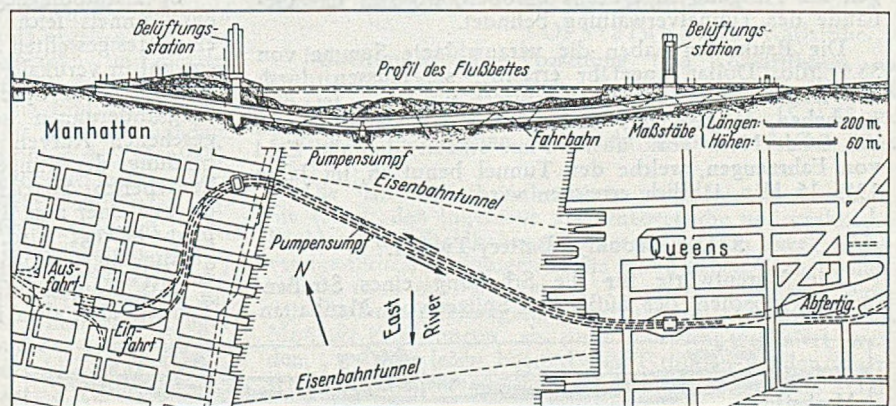 Belüftungs-
station
Belüftungs-
station
Profil des Flußbettes
Manhattan
Pumpensumpf
Fahrbahn
Maßstäbe
Längen: 200 m
Höhen: 60 m
Eisenbahntunnel
Pumpensumpf
Queens
Aus-
fahrt
N
East
River
Abfertig.
Ein-
fahrt
Eisenbahntunnel